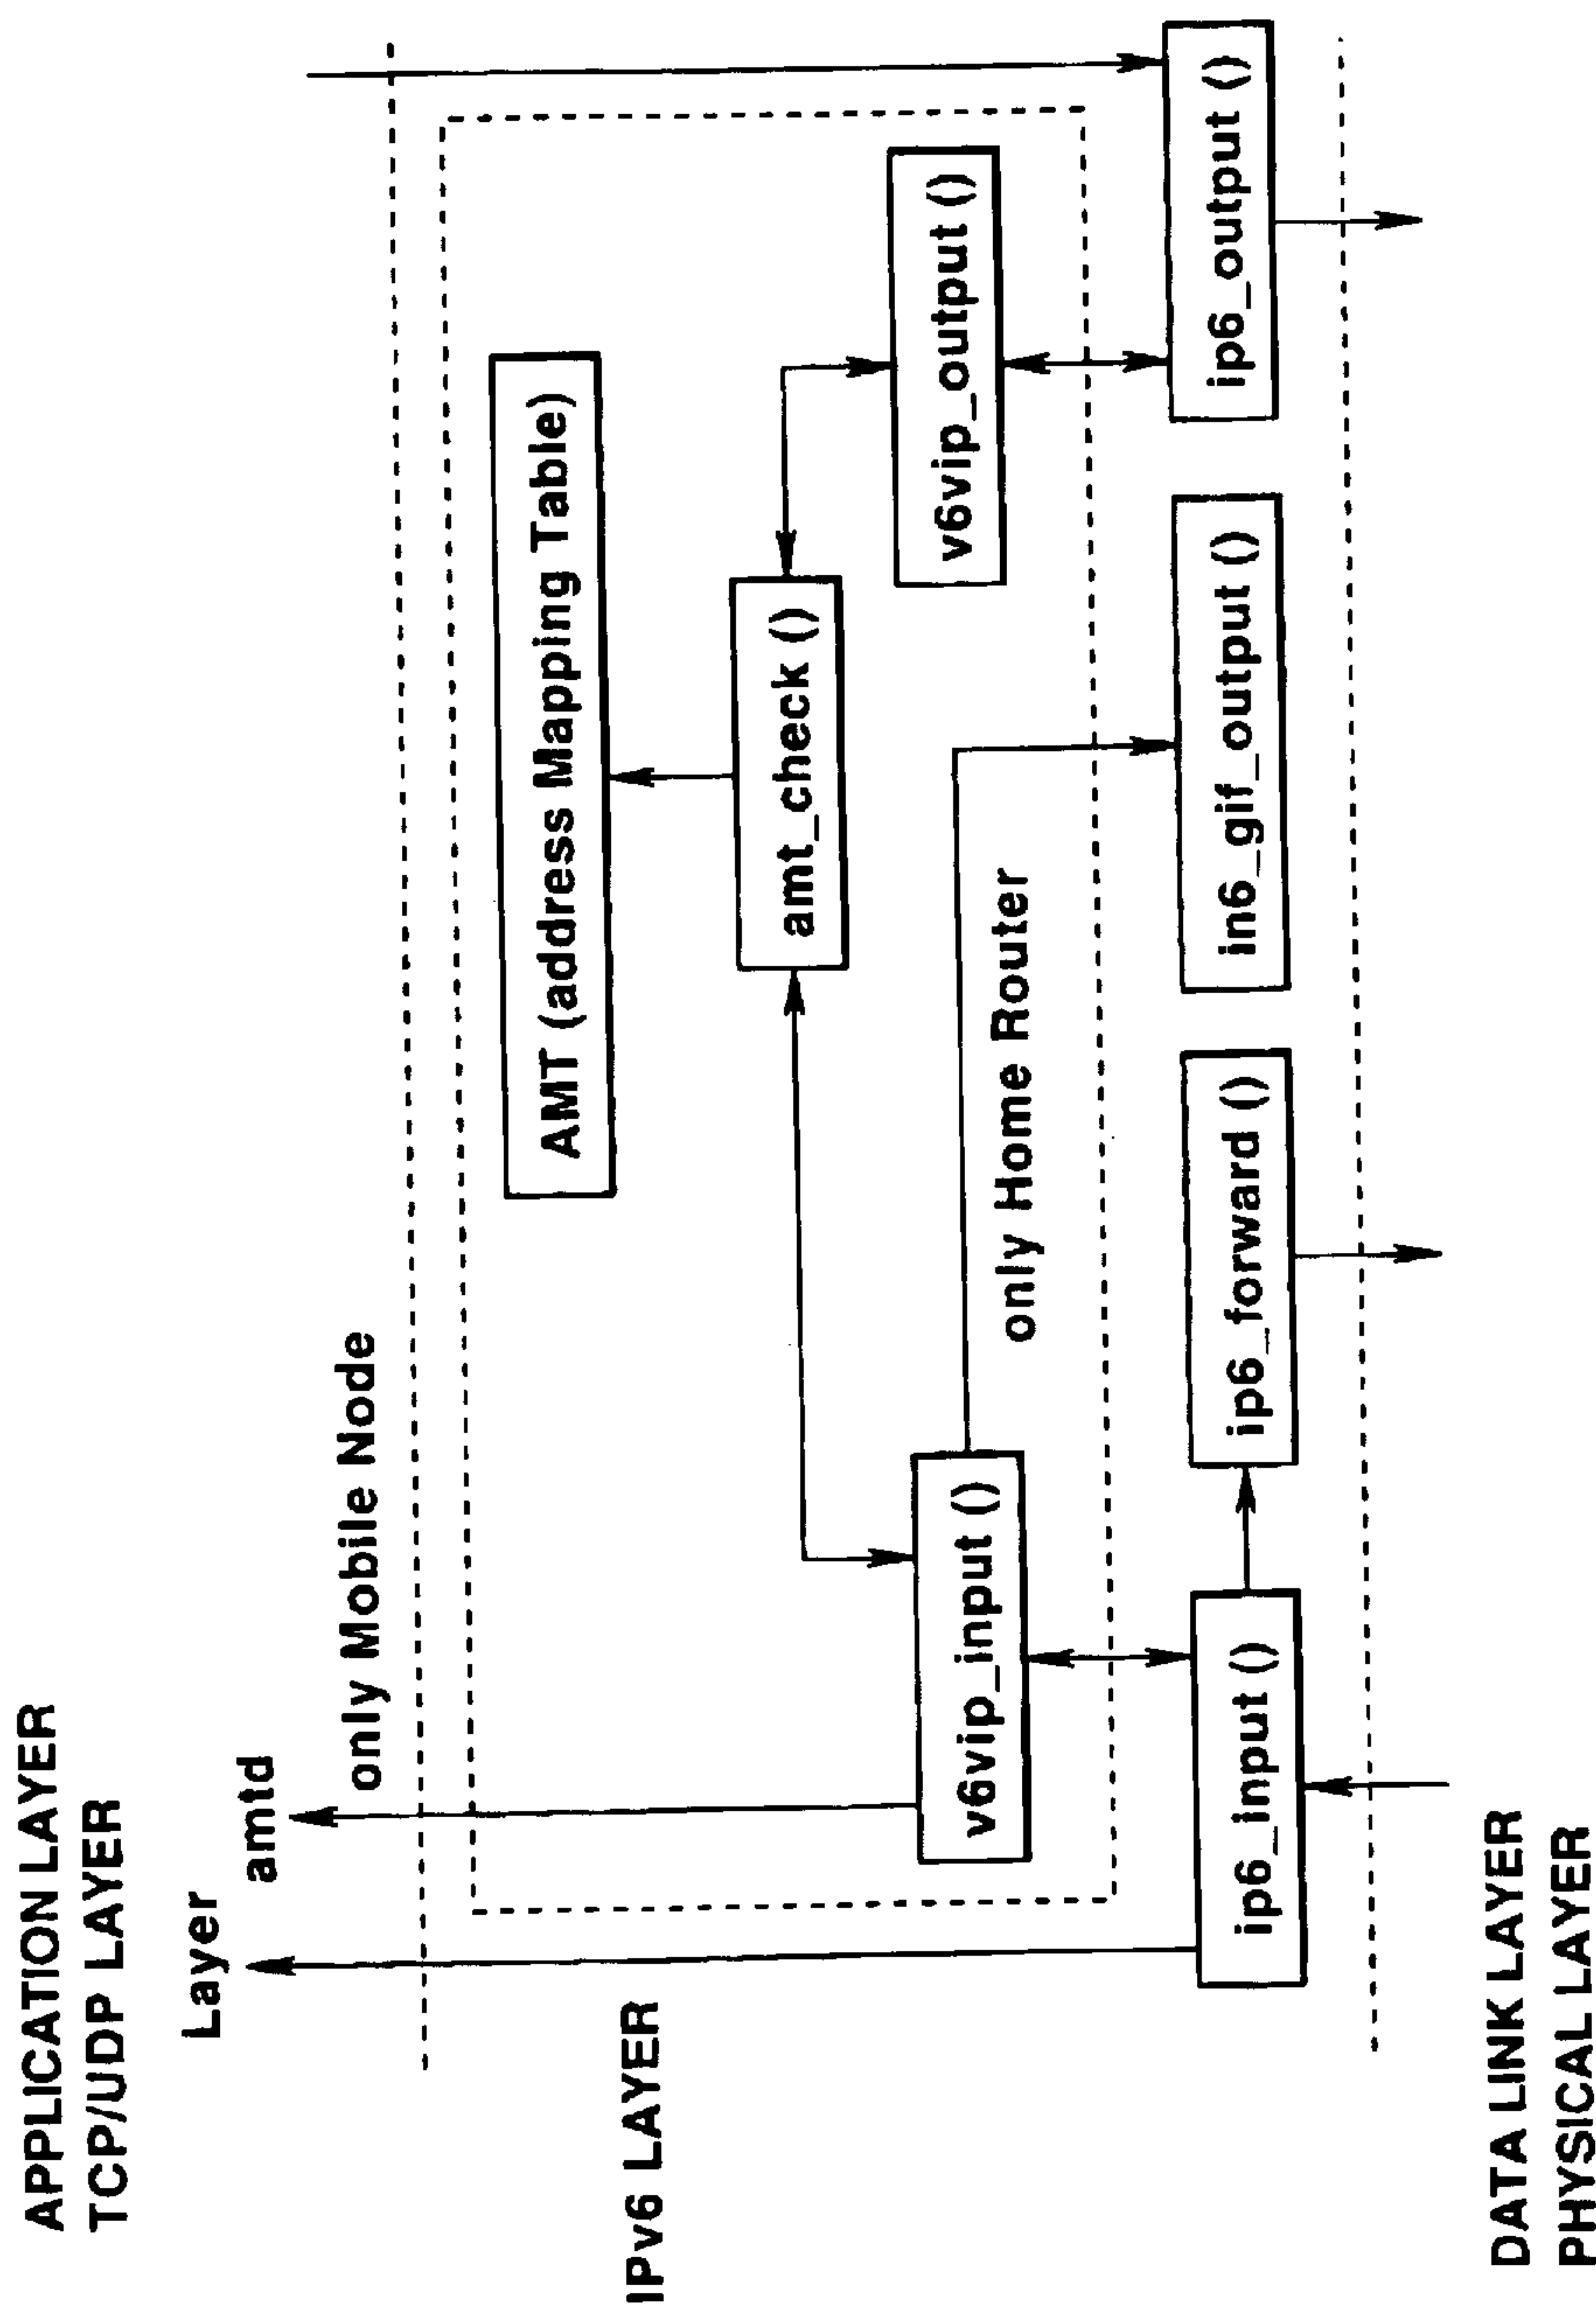 APPLICATION LAYER
TCP/UDP LAYER
Layer
amtd
only Mobile Node
IPv6 LAYER
AMT (address Mapping Table)
amt_check ()
v6vip_input ()
v6vip_output ()
only Home Router
ip6_input ()
ip6_forward ()
in6_gif_output ()
ip6_output ()
DATA LINK LAYER
PHYSICAL LAYER